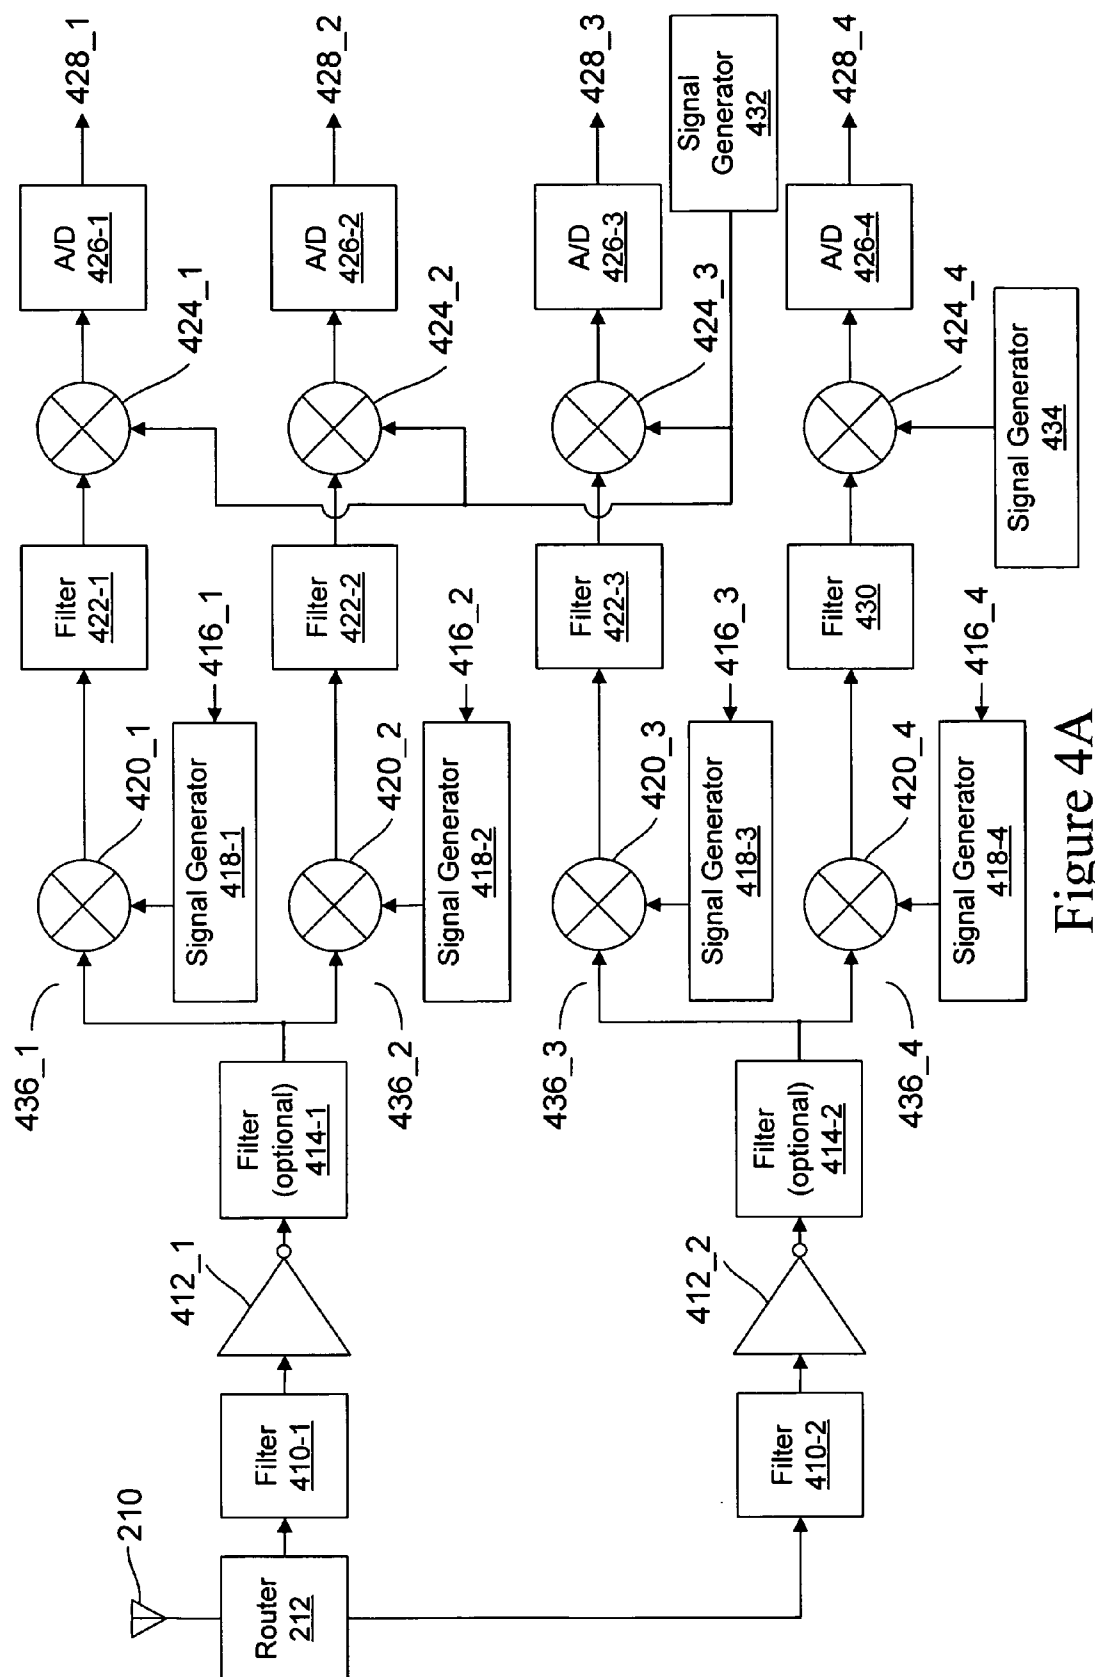 210
Router
212
Filter
410-1
412_1
Filter
(optional)
414-1
436_1
436_2
420_1
Signal Generator
418-1
416_1
Filter
422-1
424_1
A/D
426-1
428_1
420_2
Signal Generator
418-2
416_2
Filter
422-2
424_2
A/D
426-2
428_2
Filter
410-2
412_2
Filter
(optional)
414-2
436_3
436_4
420_3
Signal Generator
418-3
416_3
Filter
422-3
424_3
A/D
426-3
428_3
Signal
Generator
432
420_4
Signal Generator
418-4
416_4
Filter
430
424_4
A/D
426-4
428_4
Signal Generator
434
Figure 4A